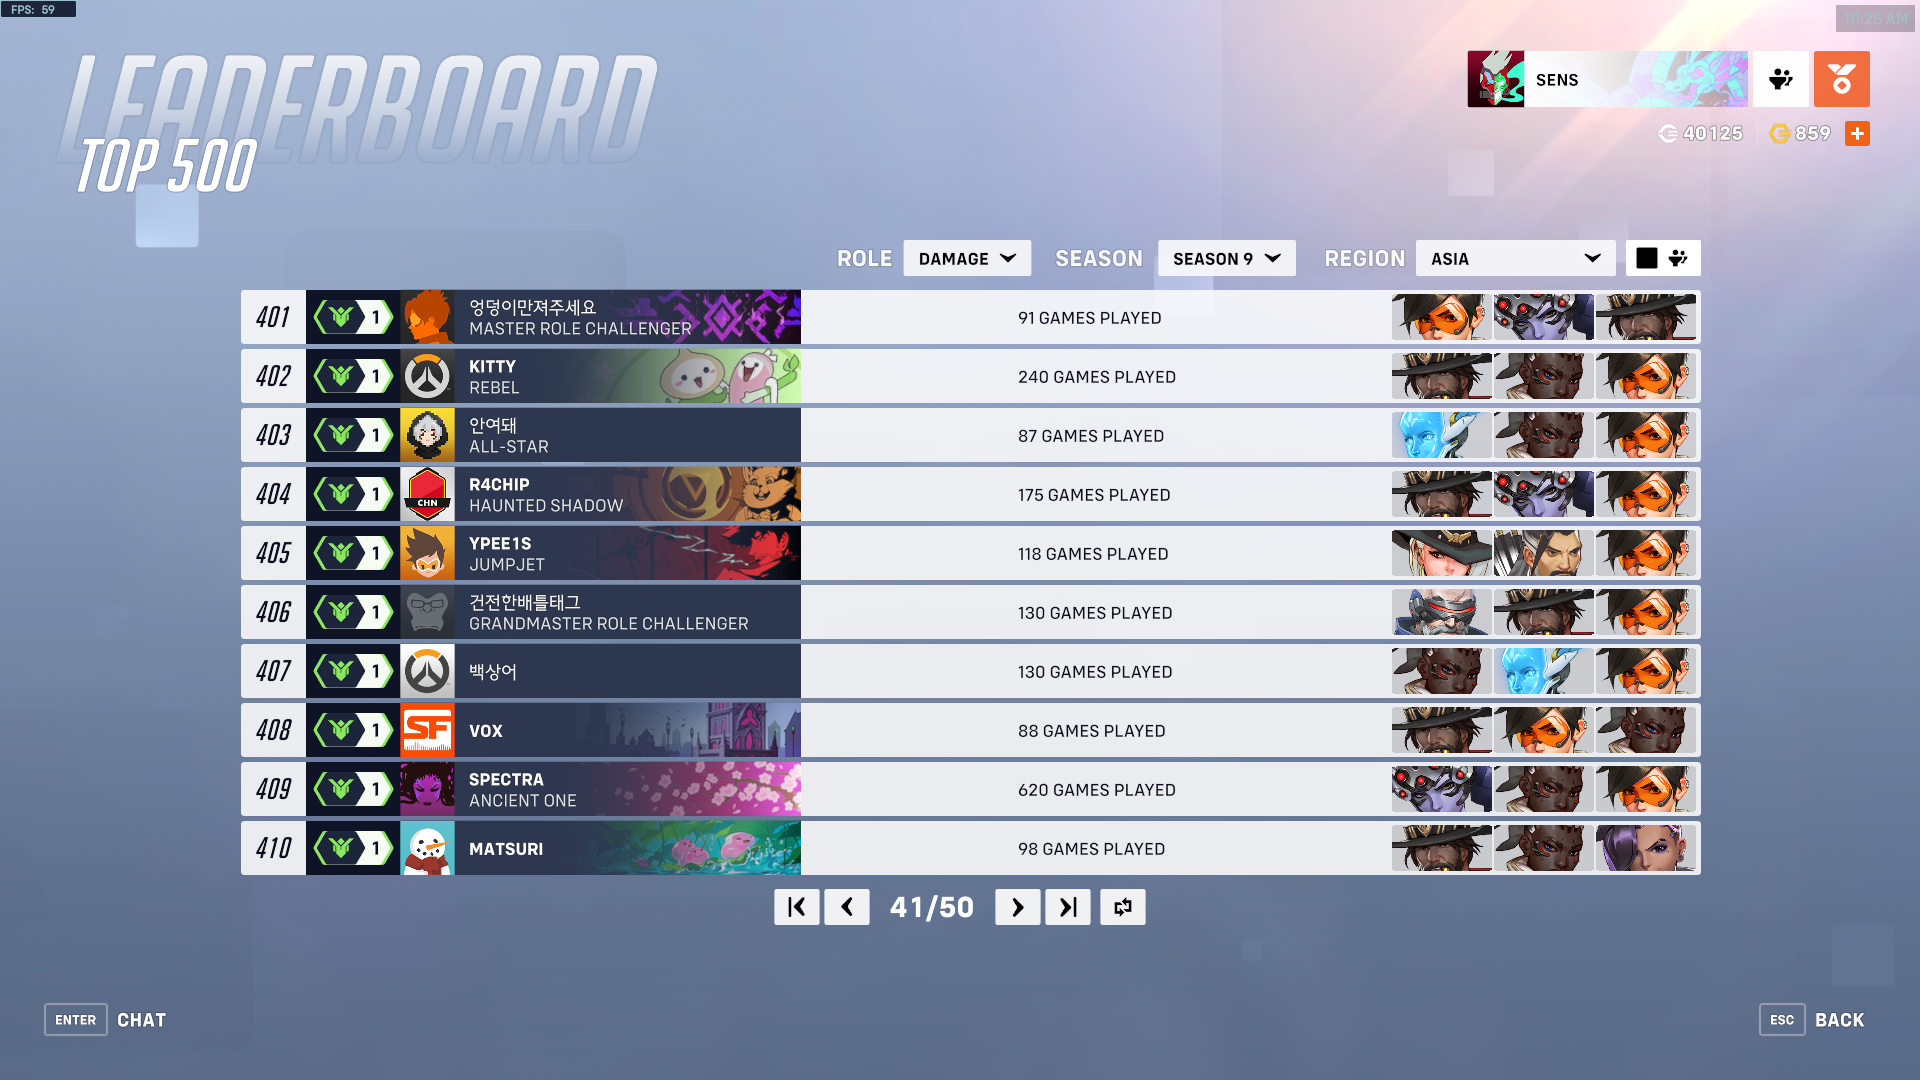 FPS: 59
10:25 AM
LEADERBOARD
TOP 500
SENS
40125
859
ROLE DAMAGE SEASON SEASON 9 REGION ASIA
401 1 엉덩이만져주세요 91 GAMES PLAYED
MASTER ROLE CHALLENGER
402 1 KITTY 240 GAMES PLAYED
REBEL
403 1 안여돼 87 GAMES PLAYED
ALL-STAR
404 1 CHN R4CHIP 175 GAMES PLAYED
HAUNTED SHADOW
405 1 YPEE1S 118 GAMES PLAYED
JUMPJET
406 1 건전한배틀태그 130 GAMES PLAYED
GRANDMASTER ROLE CHALLENGER
407 1 백상어 130 GAMES PLAYED
408 1 SF VOX 88 GAMES PLAYED
409 1 SPECTRA 620 GAMES PLAYED
ANCIENT ONE
410 1 MATSURI 98 GAMES PLAYED
41/50
ENTER CHAT
ESC BACK